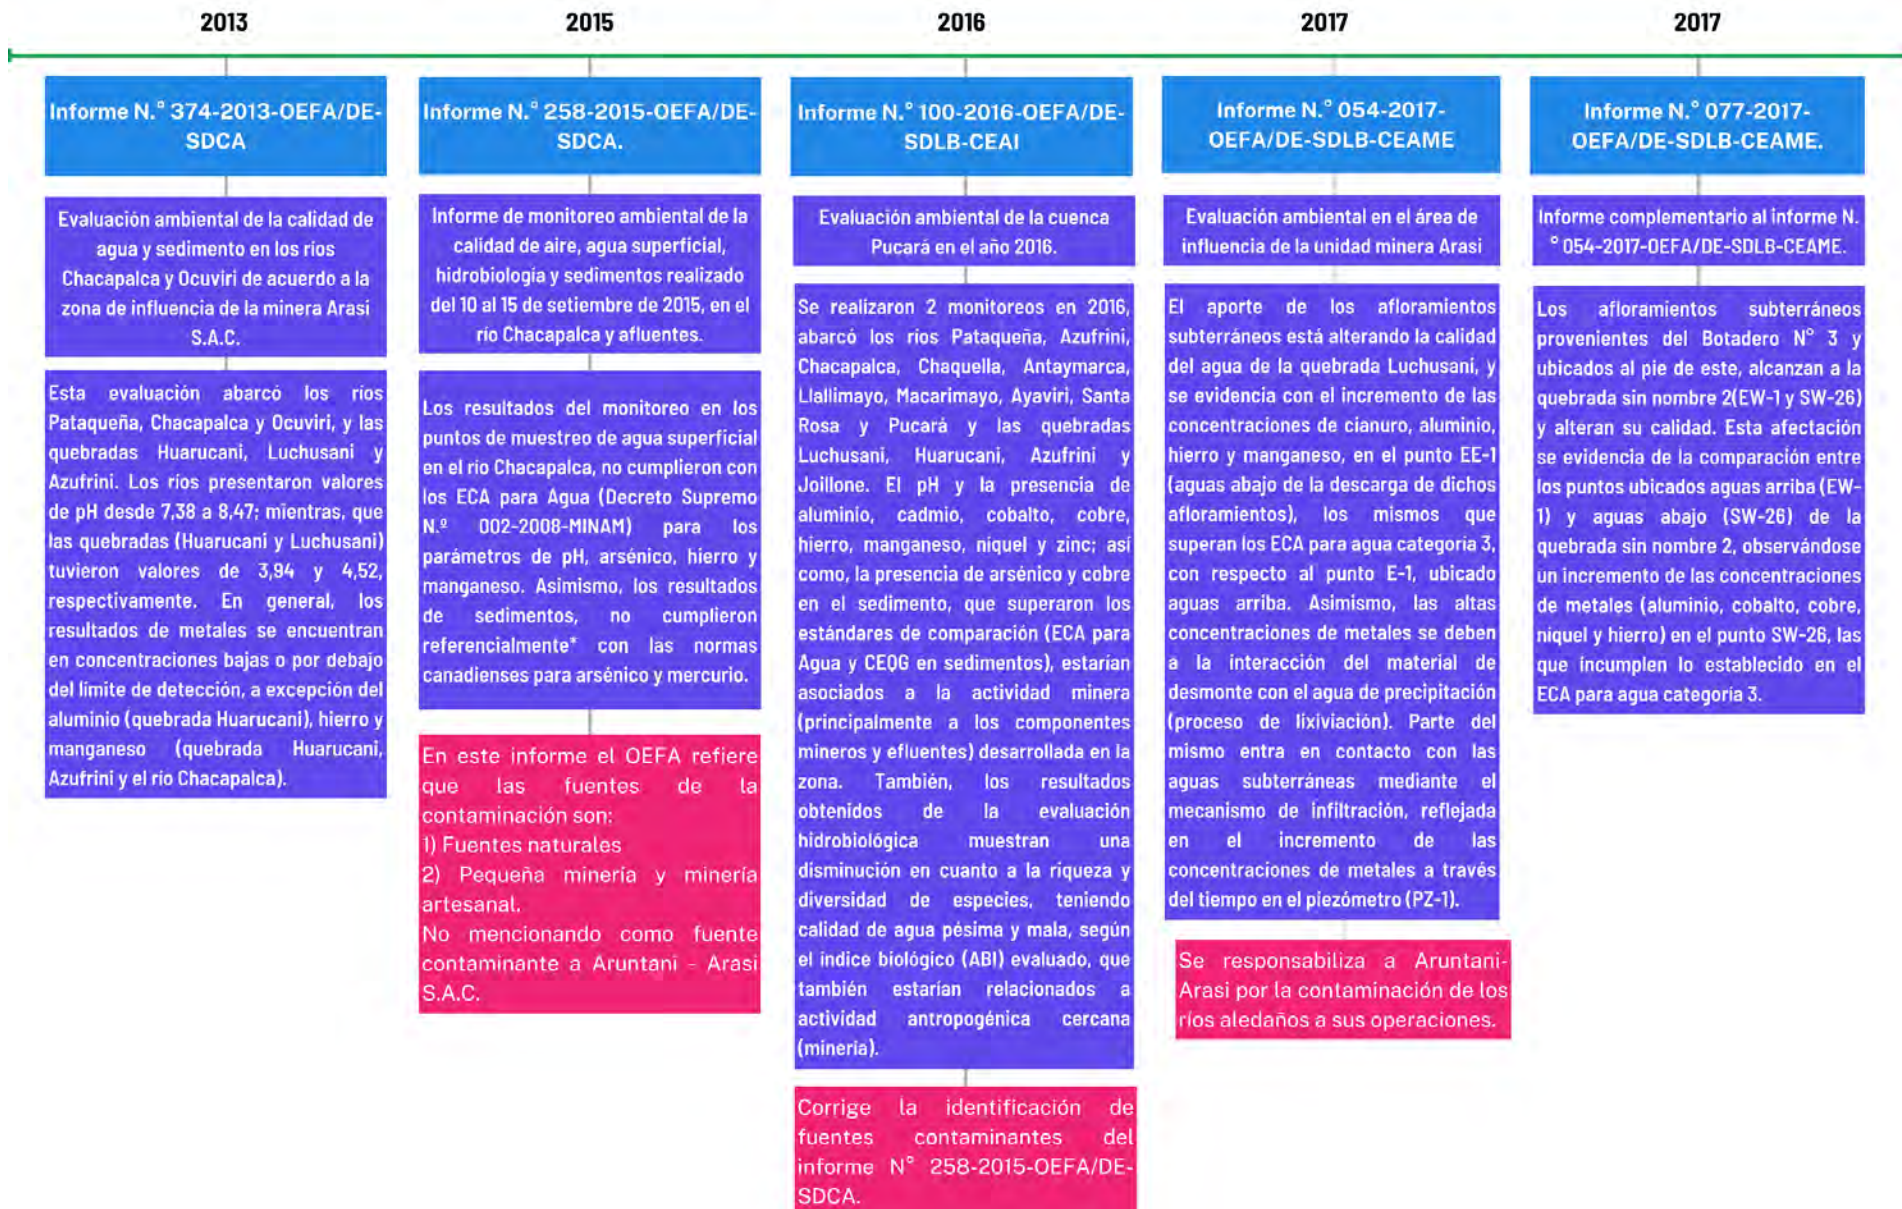 2013
2015
2016
2017
2017
Informe N.° 374-2013-OEFA/DE-
SDCA
Evaluación ambiental de la calidad de
agua y sedimento en los ríos
Chacapalca y Ocuviri de acuerdo a la
zona de influencia de la minera Arasi
S.A.C.
Esta evaluación abarcó los ríos
Pataqueña, Chacapalca y Ocuviri, y las
quebradas Huarucani, Luchusani y
Azufrini. Los ríos presentaron valores
de pH desde 7,38 a 8,47; mientras, que
las quebradas (Huarucani y Luchusani)
tuvieron valores de 3,94 y 4,52,
respectivamente. En general, los
resultados de metales se encuentran
en concentraciones bajas o por debajo
del límite de detección, a excepción del
aluminio (quebrada Huarucani), hierro y
manganeso (quebrada Huarucani,
Azufrini y el río Chacapalca).
Informe N.° 258-2015-OEFA/DE-
SDCA.
Informe de monitoreo ambiental de la
calidad de aire, agua superficial,
hidrobiología y sedimentos realizado
del 10 al 15 de setiembre de 2015, en el
río Chacapalca y afluentes.
Los resultados del monitoreo en los
puntos de muestreo de agua superficial
en el río Chacapalca, no cumplieron con
los ECA para Agua (Decreto Supremo
N.º 002-2008-MINAM) para los
parámetros de pH, arsénico, hierro y
manganeso. Asimismo, los resultados
de sedimentos, no cumplieron
referencialmente* con las normas
canadienses para arsénico y mercurio.
En este informe el OEFA refiere
que las fuentes de la
contaminación son:
1) Fuentes naturales
2) Pequeña minería y minería
artesanal.
No mencionando como fuente
contaminante a Aruntani - Arasi
S.A.C.
Informe N.° 100-2016-OEFA/DE-
SDLB-CEAI
Evaluación ambiental de la cuenca
Pucará en el año 2016.
Se realizaron 2 monitoreos en 2016,
abarcó los ríos Pataqueña, Azufrini,
Chacapalca, Chaquella, Antaymarca,
Llallimayo, Macarimayo, Ayaviri, Santa
Rosa y Pucará y las quebradas
Luchusani, Huarucani, Azufrini y
Joillone. El pH y la presencia de
aluminio, cadmio, cobalto, cobre,
hierro, manganeso, níquel y zinc; así
como, la presencia de arsénico y cobre
en el sedimento, que superaron los
estándares de comparación (ECA para
Agua y CEQG en sedimentos), estarían
asociados a la actividad minera
(principalmente a los componentes
mineros y efluentes) desarrollada en la
zona. También, los resultados
obtenidos de la evaluación
hidrobiológica muestran una
disminución en cuanto a la riqueza y
diversidad de especies, teniendo
calidad de agua pésima y mala, según
el índice biológico (ABI) evaluado, que
también estarían relacionados a
actividad antropogénica cercana
(minería).
Corrige la identificación de
fuentes contaminantes del
informe N° 258-2015-OEFA/DE-
SDCA.
Informe N.° 054-2017-
OEFA/DE-SDLB-CEAME
Evaluación ambiental en el área de
influencia de la unidad minera Arasi
El aporte de los afloramientos
subterráneos está alterando la calidad
del agua de la quebrada Luchusani, y
se evidencia con el incremento de las
concentraciones de cianuro, aluminio,
hierro y manganeso, en el punto EE-1
(aguas abajo de la descarga de dichos
afloramientos), los mismos que
superan los ECA para agua categoría 3,
con respecto al punto E-1, ubicado
aguas arriba. Asimismo, las altas
concentraciones de metales se deben
a la interacción del material de
desmonte con el agua de precipitación
(proceso de lixiviación). Parte del
mismo entra en contacto con las
aguas subterráneas mediante el
mecanismo de infiltración, reflejada
en el incremento de las
concentraciones de metales a través
del tiempo en el piezómetro (PZ-1).
Se responsabiliza a Aruntani-
Arasi por la contaminación de los
ríos aledaños a sus operaciones.
Informe N.° 077-2017-
OEFA/DE-SDLB-CEAME.
Informe complementario al informe N.
° 054-2017-OEFA/DE-SDLB-CEAME.
Los afloramientos subterráneos
provenientes del Botadero N° 3 y
ubicados al pie de este, alcanzan a la
quebrada sin nombre 2(EW-1 y SW-26)
y alteran su calidad. Esta afectación
se evidencia de la comparación entre
los puntos ubicados aguas arriba (EW-
1) y aguas abajo (SW-26) de la
quebrada sin nombre 2, observándose
un incremento de las concentraciones
de metales (aluminio, cobalto, cobre,
níquel y hierro) en el punto SW-26, las
que incumplen lo establecido en el
ECA para agua categoría 3.